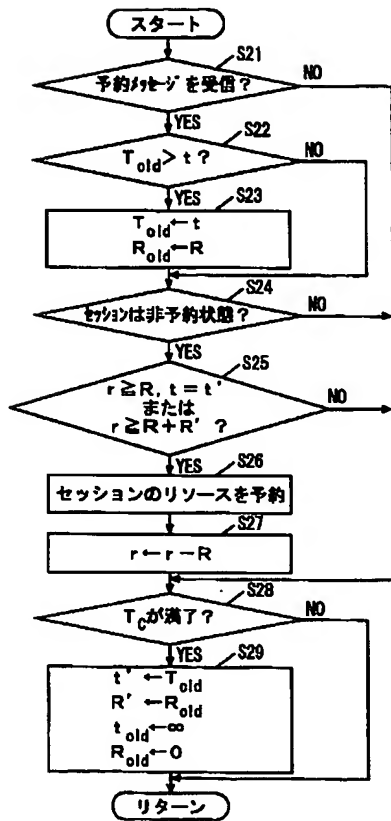 スタート
S21
予約メッセージを受信?
NO
YES
S22
T_old > t ?
NO
YES
S23
T_old ← t
R_old ← R
S24
セッションは非予約状態?
NO
YES
S25
r ≧ R, t = t'
または
r ≧ R + R' ?
NO
YES
S26
セッションのリソースを予約
S27
r ← r − R
S28
T_Cが満了?
NO
YES
S29
t' ← T_old
R' ← R_old
t_old ← ∞
R_old ← 0
リターン